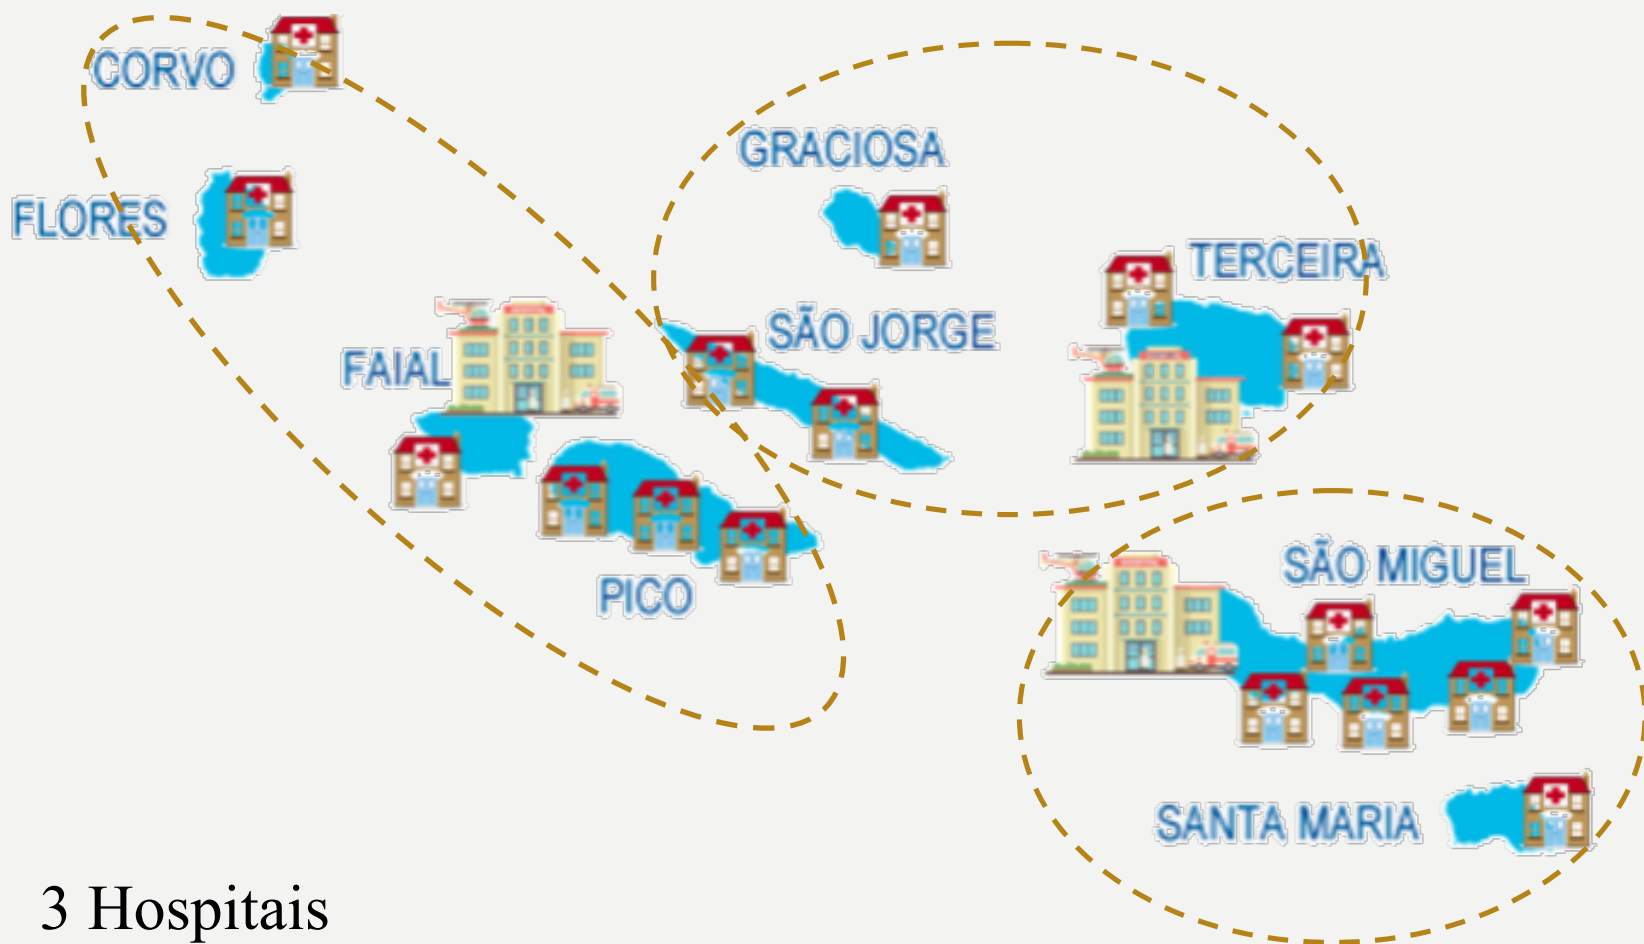 CORVO
FLORES
GRACIOSA
TERCEIRA
SÃO JORGE
FAIAL
PICO
SÃO MIGUEL
SANTA MARIA
3 Hospitais